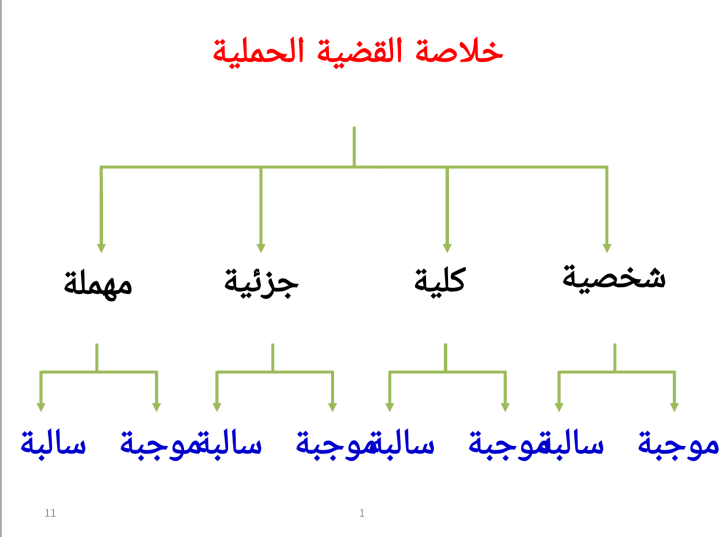 خلاصة القضية الحملية
شخصية كلية جزئية مهملة
موجبة سالبة موجبة سالبة موجبة سالبة موجبة سالبة
11 1